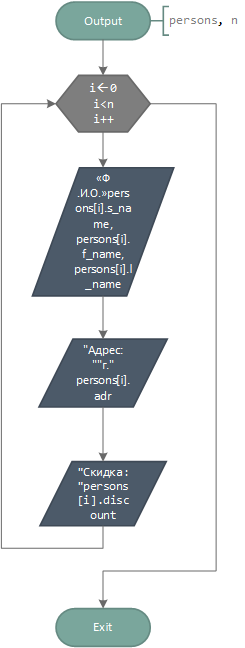 Output
persons, n
i←0
i<n
i++
«Ф
.И.О.»pers
ons[i].s_na
me,
persons[i].
f_name,
persons[i].l
_name
"Адрес:
""г."
persons[i].
adr
"Скидка:
"persons
[i].disc
ount
Exit